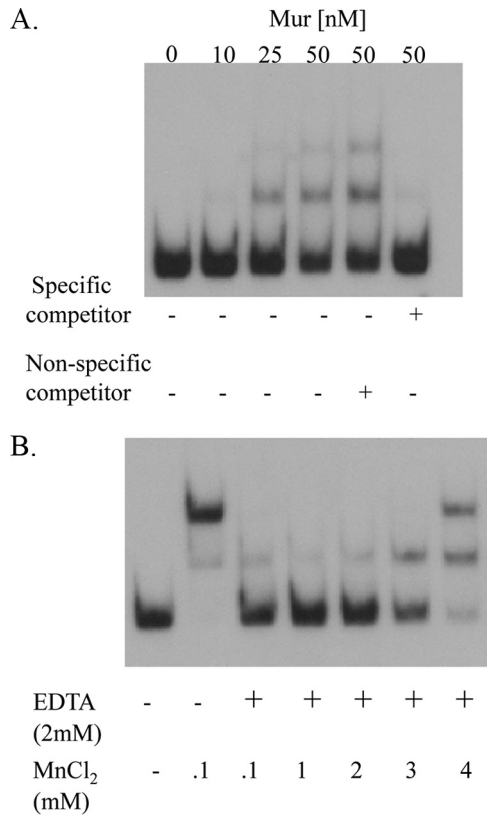 A.
Mur [nM]
0 10 25 50 50 50
Specific
competitor - - - - - +
Non-specific
competitor - - - - + -
B.
EDTA - - + + + + +
(2mM)
MnCl₂ - .1 .1 1 2 3 4
(mM)